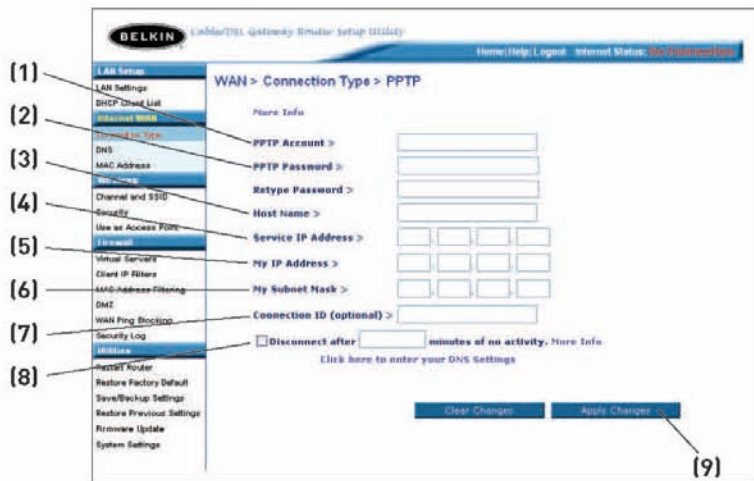 BELKIN
Cable/DSL Gateway Router Setup Utility
Home|Help|Logout Internet Status:
LAN Setup
LAN Settings
DHCP Client List
Internet WAN
Connection Type
DNS
MAC Address
Wireless
Channel and SSID
Security
Use as Access Point
Firewall
Virtual Servers
Client IP Filters
MAC Address Filtering
DMZ
WAN Ping Blocking
Security Log
Utilities
Restart Router
Restore Factory Default
Save/Backup Settings
Restore Previous Settings
Firmware Update
System Settings
WAN > Connection Type > PPTP
More Info
(1)
PPTP Account >
(2)
PPTP Password >
Retype Password >
(3)
Host Name >
(4)
Service IP Address >
(5)
My IP Address >
(6)
My Subnet Mask >
(7)
Connection ID (optional) >
(8)
Disconnect after minutes of no activity. More Info
Click here to enter your DNS Settings
Clear Changes Apply Changes
(9)